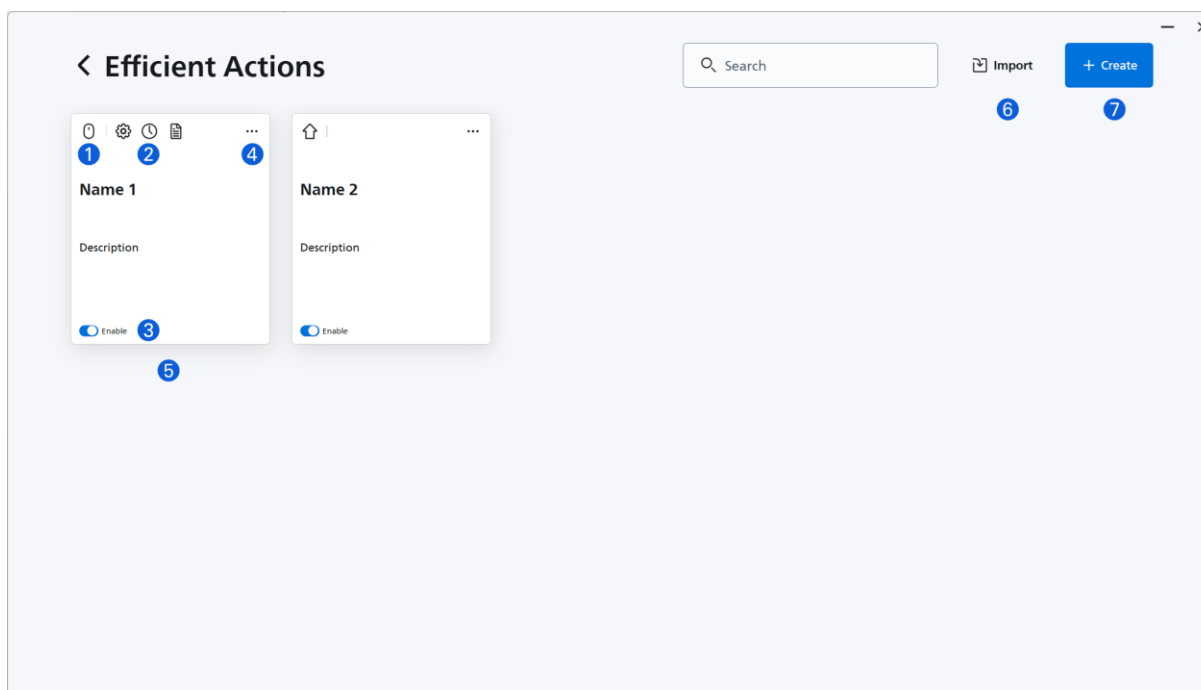 Efficient Actions
Search
Import
+ Create
6
7
1
2
4
Name 1
Description
Enable
3
5
Name 2
Description
Enable